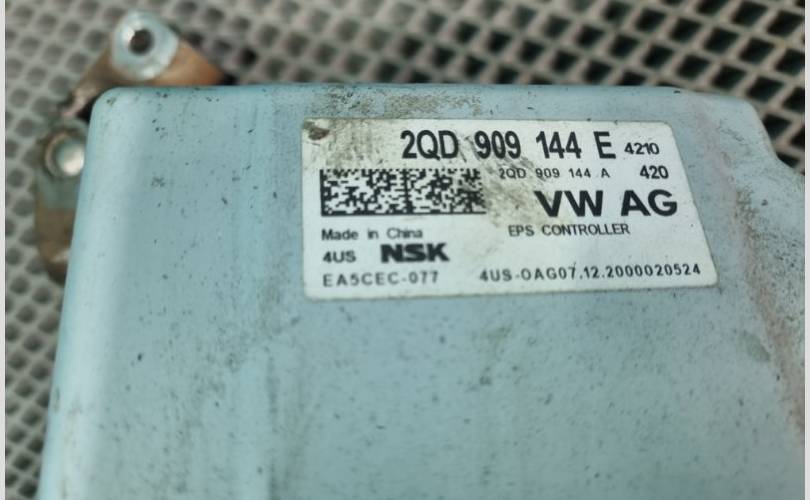 2QD 909 144 E 4210
2QD 909 144 A 420
VW AG
Made in China EPS CONTROLLER
4US NSK
EA5CEC-077 4US-OAG07.12.2000020524